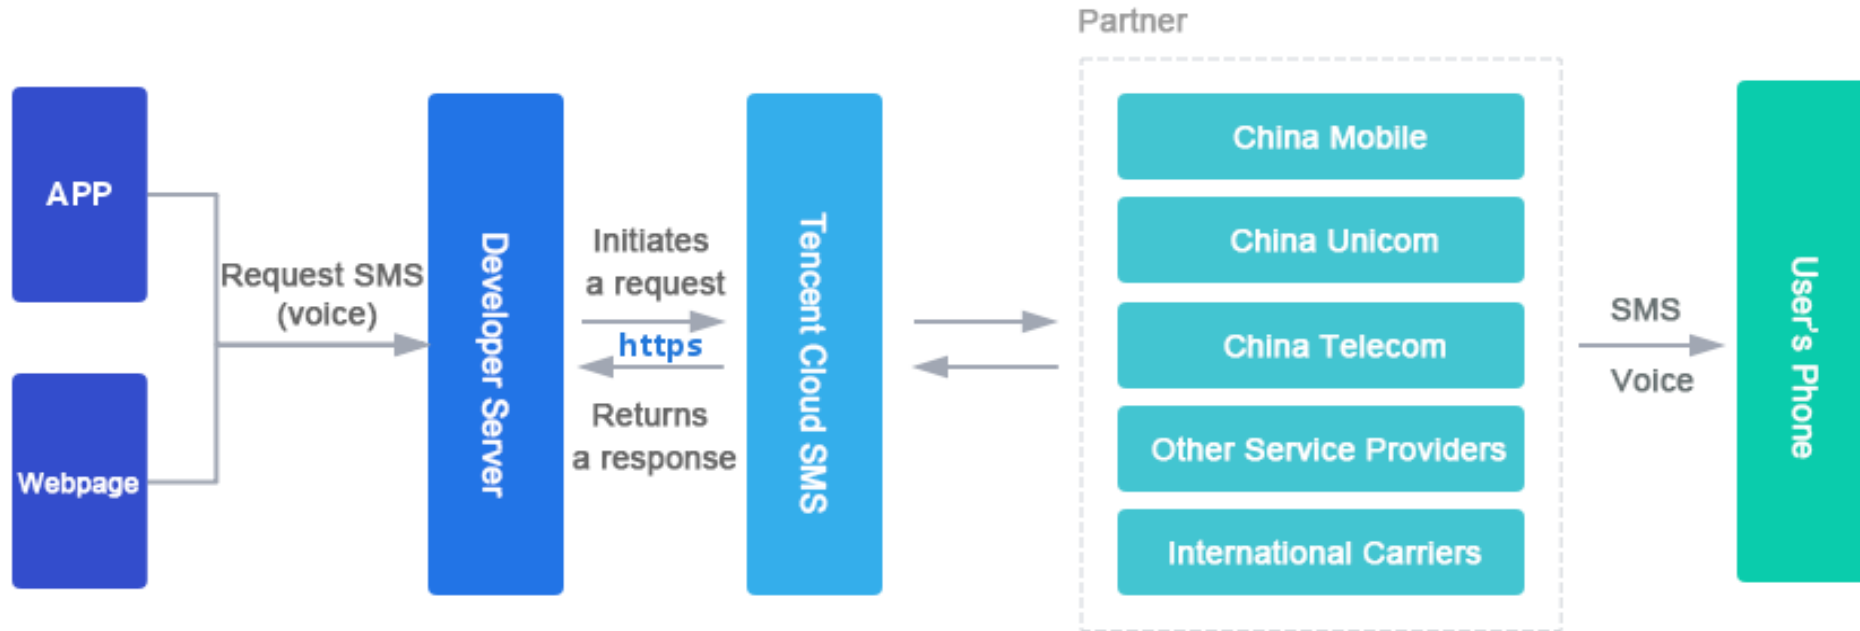 Partner
APP
Webpage
Request SMS
(voice)
Developer Server
Initiates
a request
https
Returns
a response
Tencent Cloud SMS
China Mobile
China Unicom
China Telecom
Other Service Providers
International Carriers
SMS
Voice
User's Phone